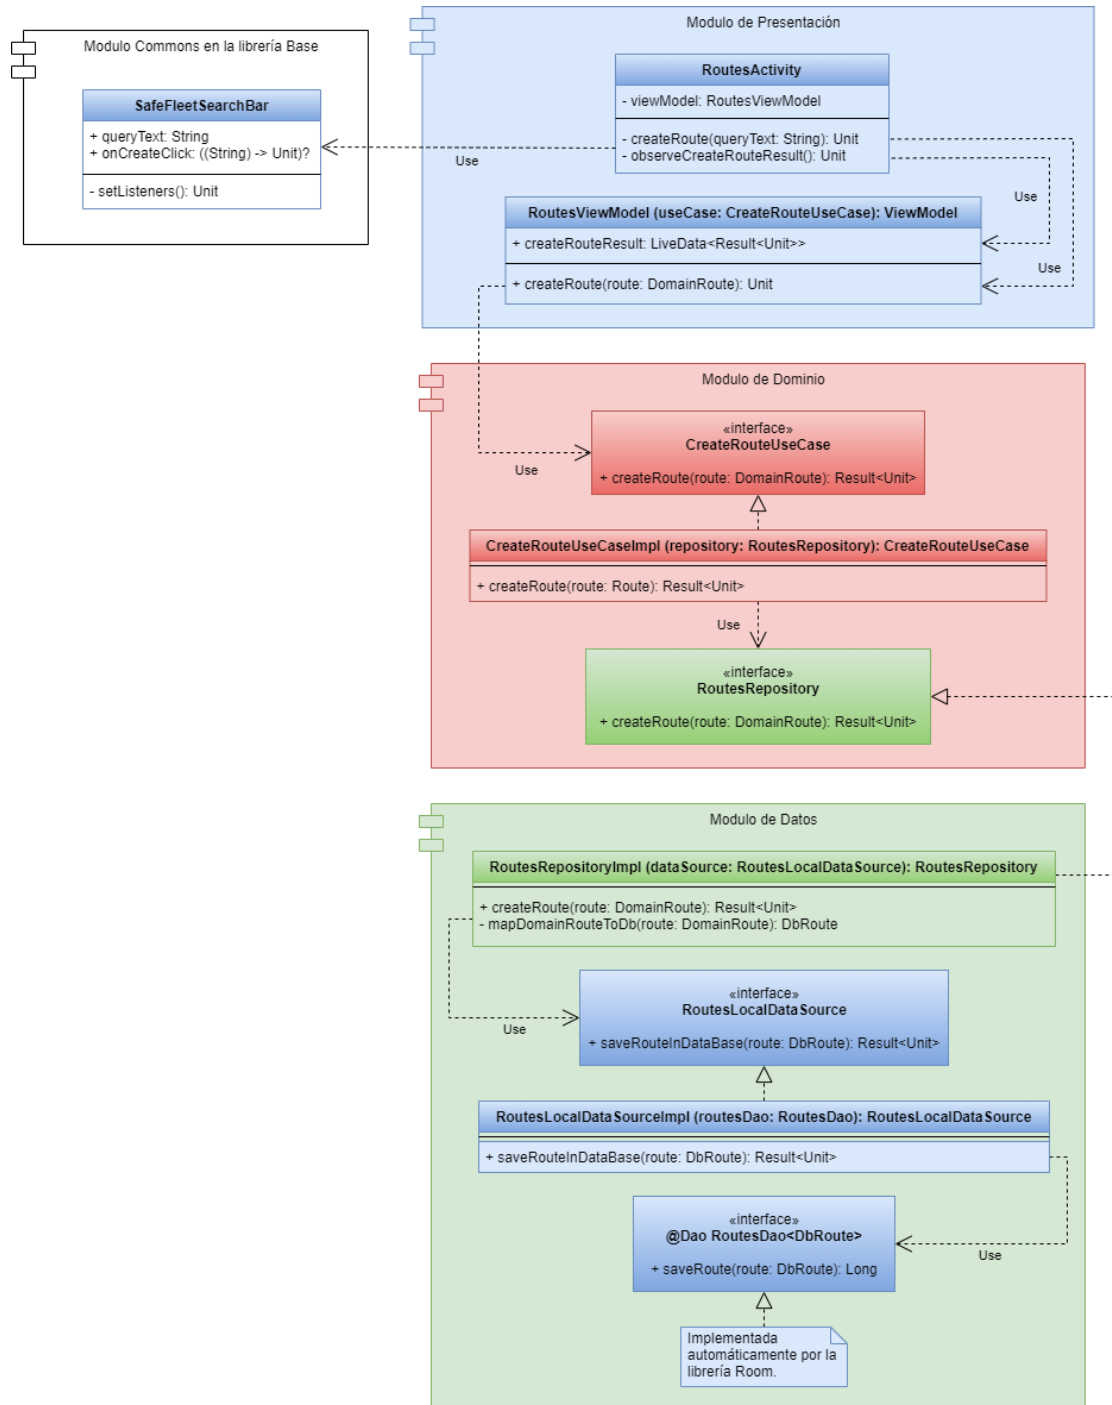 Modulo Commons en la librería Base
SafeFleetSearchBar
+ queryText: String
+ onCreateClick: ((String) -> Unit)?
- setListeners(): Unit
Use
Modulo de Presentación
RoutesActivity
- viewModel: RoutesViewModel
- createRoute(queryText: String): Unit
- observeCreateRouteResult(): Unit
Use
Use
RoutesViewModel (useCase: CreateRouteUseCase): ViewModel
+ createRouteResult: LiveData<Result<Unit>>
+ createRoute(route: DomainRoute): Unit
Modulo de Dominio
«interface»
CreateRouteUseCase
+ createRoute(route: DomainRoute): Result<Unit>
Use
CreateRouteUseCaseImpl (repository: RoutesRepository): CreateRouteUseCase
+ createRoute(route: Route): Result<Unit>
Use
«interface»
RoutesRepository
+ createRoute(route: DomainRoute): Result<Unit>
Modulo de Datos
RoutesRepositoryImpl (dataSource: RoutesLocalDataSource): RoutesRepository
+ createRoute(route: DomainRoute): Result<Unit>
- mapDomainRouteToDb(route: DomainRoute): DbRoute
«interface»
RoutesLocalDataSource
+ saveRouteInDataBase(route: DbRoute): Result<Unit>
Use
RoutesLocalDataSourceImpl (routesDao: RoutesDao): RoutesLocalDataSource
+ saveRouteInDataBase(route: DbRoute): Result<Unit>
«interface»
@Dao RoutesDao<DbRoute>
+ saveRoute(route: DbRoute): Long
Use
Implementada
automáticamente por la
librería Room.